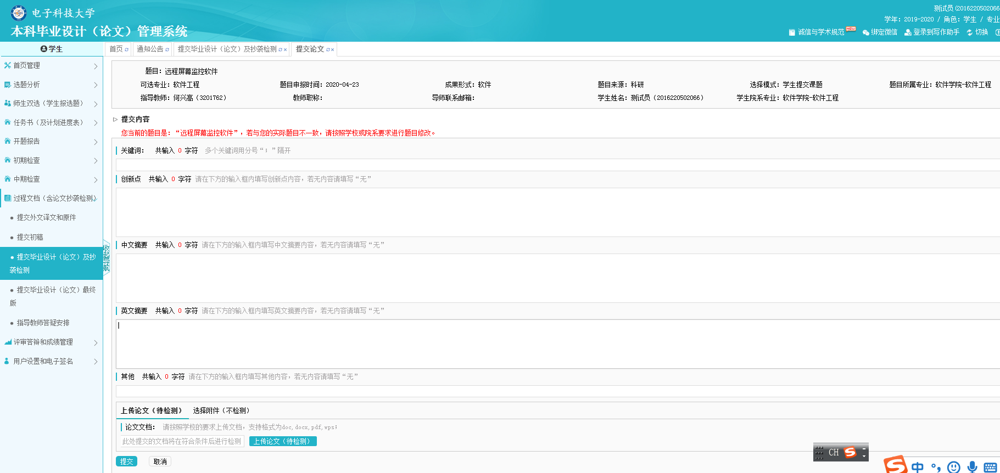 电子科技大学
本科毕业设计（论文）管理系统
测试员(2016220502066
学年：2019-2020 / 角色：学生 / 专业
诚信与学术规范 NEW 绑定微信 登录到写作助手 切换
学生
首页 通知公告 提交毕业设计（论文）及抄袭检测 提交论文
首页管理
选题分析
师生双选（学生报选题）
任务书（及计划进度表）
开题报告
初期检查
中期检查
过程文档（含论文抄袭检测）
提交外文译文和原件
提交初稿
提交毕业设计（论文）及抄
袭检测
提交毕业设计（论文）最终
版
指导教师答疑安排
评审答辩和成绩管理
用户设置和电子签名
收起导航
题目：远程屏幕监控软件
可选专业：软件工程 题目申报时间：2020-04-23 成果形式：软件 题目来源：科研 选择模式：学生提交课题 题目所属专业：软件学院-软件工程
指导教师：何兴高（3201762） 教师职称： 导师联系邮箱： 学生姓名：测试员（2016220502066） 学生院系专业：软件学院-软件工程
提交内容
您当前的题目是：“远程屏幕监控软件”，若与您的实际题目不一致，请按照学校或院系要求进行题目修改。
关键词： 共输入 0 字符 多个关键词用分号“；”隔开
创新点 共输入 0 字符 请在下方的输入框内填写创新点内容，若无内容请填写“无”
中文摘要 共输入 0 字符 请在下方的输入框内填写中文摘要内容，若无内容请填写“无”
英文摘要 共输入 0 字符 请在下方的输入框内填写英文摘要内容，若无内容请填写“无”
其他 共输入 0 字符 请在下方的输入框内填写其他内容，若无内容请填写“无”
上传论文（待检测） 选择附件（不检测）
论文文档： 请按照学校的要求上传文档，支持格式为doc,docx,pdf,wps；
此处提交的文档将在符合条件后进行检测 上传论文（待检测）
提交 取消
CH S
S 中